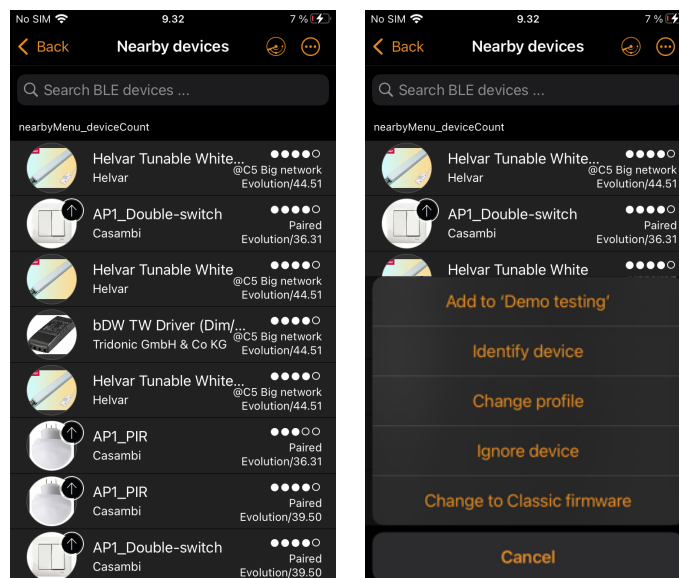 No SIM 9.32 7 %
Back Nearby devices
Search BLE devices ...
nearbyMenu_deviceCount
Helvar Tunable White...
Helvar
@C5 Big network
Evolution/44.51
AP1_Double-switch
Casambi
Paired
Evolution/36.31
Helvar Tunable White
Helvar
@C5 Big network
Evolution/44.51
bDW TW Driver (Dim/...
Tridonic GmbH & Co KG
@C5 Big network
Evolution/44.51
Helvar Tunable White...
Helvar
@C5 Big network
Evolution/44.51
AP1_PIR
Casambi
Paired
Evolution/36.31
AP1_PIR
Casambi
Paired
Evolution/39.50
AP1_Double-switch
Casambi
Paired
Evolution/39.50
No SIM 9.32 7 %
Back Nearby devices
Search BLE devices ...
nearbyMenu_deviceCount
Helvar Tunable White...
Helvar
@C5 Big network
Evolution/44.51
AP1_Double-switch
Casambi
Paired
Evolution/36.31
Helvar Tunable White
Add to ‘Demo testing’
Identify device
Change profile
Ignore device
Change to Classic firmware
Cancel